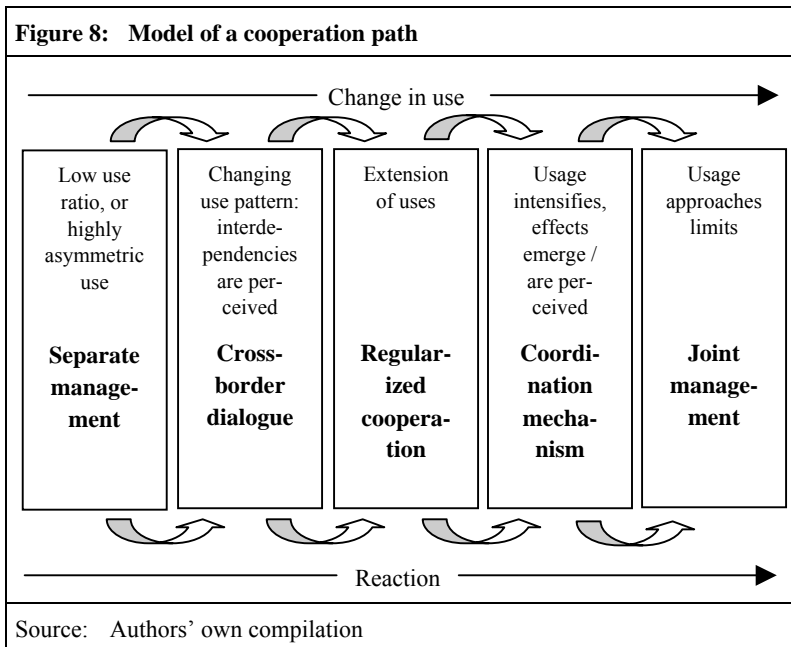 Figure 8: Model of a cooperation path
Change in use
Low use
ratio, or
highly
asymmetric
use
Separate
manage-
ment
Changing
use pattern:
interde-
pendencies
are per-
ceived
Cross-
border
dialogue
Extension
of uses
Regular-
ized
coopera-
tion
Usage
intensifies,
effects
emerge /
are per-
ceived
Coordi-
nation
mecha-
nism
Usage
approaches
limits
Joint
manage-
ment
Reaction
Source: Authors’ own compilation